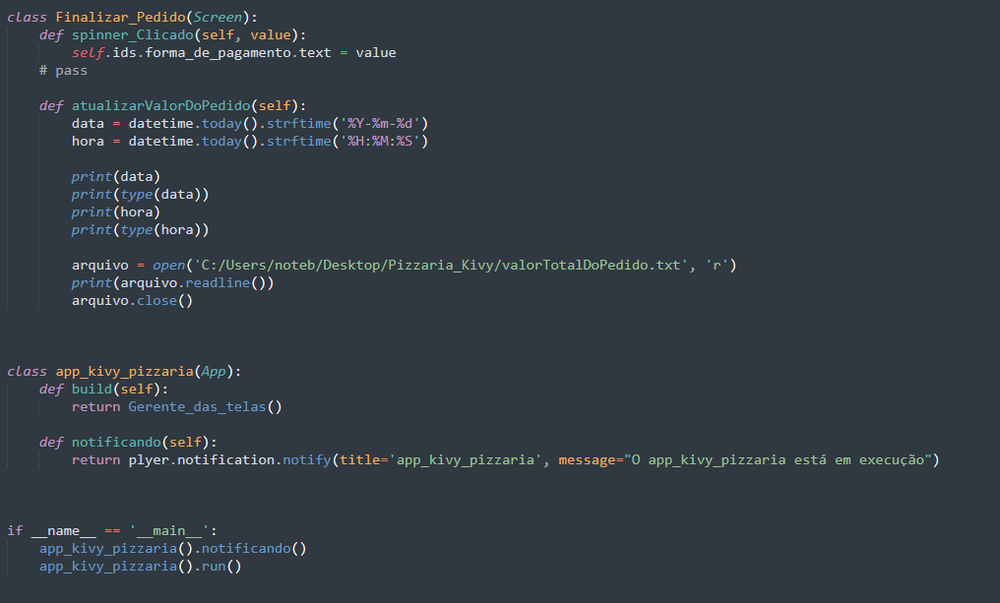 class Finalizar_Pedido(Screen):
    def spinner_Clicado(self, value):
        self.ids.forma_de_pagamento.text = value
    # pass
    def atualizarValorDoPedido(self):
        data = datetime.today().strftime('%Y-%m-%d')
        hora = datetime.today().strftime('%H:%M:%S')
        print(data)
        print(type(data))
        print(hora)
        print(type(hora))
        arquivo = open('C:/Users/noteb/Desktop/Pizzaria_Kivy/valorTotalDoPedido.txt', 'r')
        print(arquivo.readline())
        arquivo.close()
class app_kivy_pizzaria(App):
    def build(self):
        return Gerente_das_telas()
    def notificando(self):
        return plyer.notification.notify(title='app_kivy_pizzaria', message="O app_kivy_pizzaria está em execução")
if __name__ == '__main__':
    app_kivy_pizzaria().notificando()
    app_kivy_pizzaria().run()